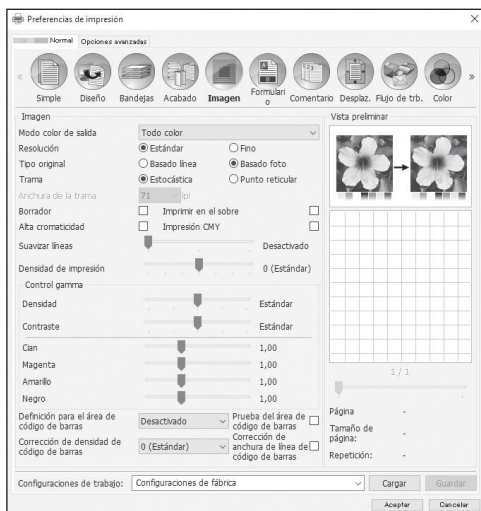 Preferencias de impresión
Normal Opciones avanzadas
Simple Diseño Bandejas Acabado Imagen Formulari
o Comentario Desplaz. Flujo de trb. Color
Imagen
Vista preliminar
Modo color de salida Todo color
Resolución Estándar Fino
Tipo original Basado línea Basado foto
Trama Estocástica Punto reticular
Anchura de la trama 71 lpi
Borrador Imprimir en el sobre
Alta cromaticidad Impresión CMY
Suavizar líneas Desactivado
Densidad de impresión 0 (Estándar)
Control gamma
Densidad Estándar
Contraste Estándar
Cian 1,00
Magenta 1,00
Amarillo 1,00
Negro 1,00
Definición para el área de
código de barras
Desactivado
Prueba del área de
código de barras
Corrección de densidad de
código de barras
0 (Estándar)
Corrección de
anchura de línea de
código de barras
1 / 1
Página -
Tamaño de
página: -
Repetición: -
Configuraciones de trabajo: Configuraciones de fábrica Cargar Guardar
Aceptar Cancelar